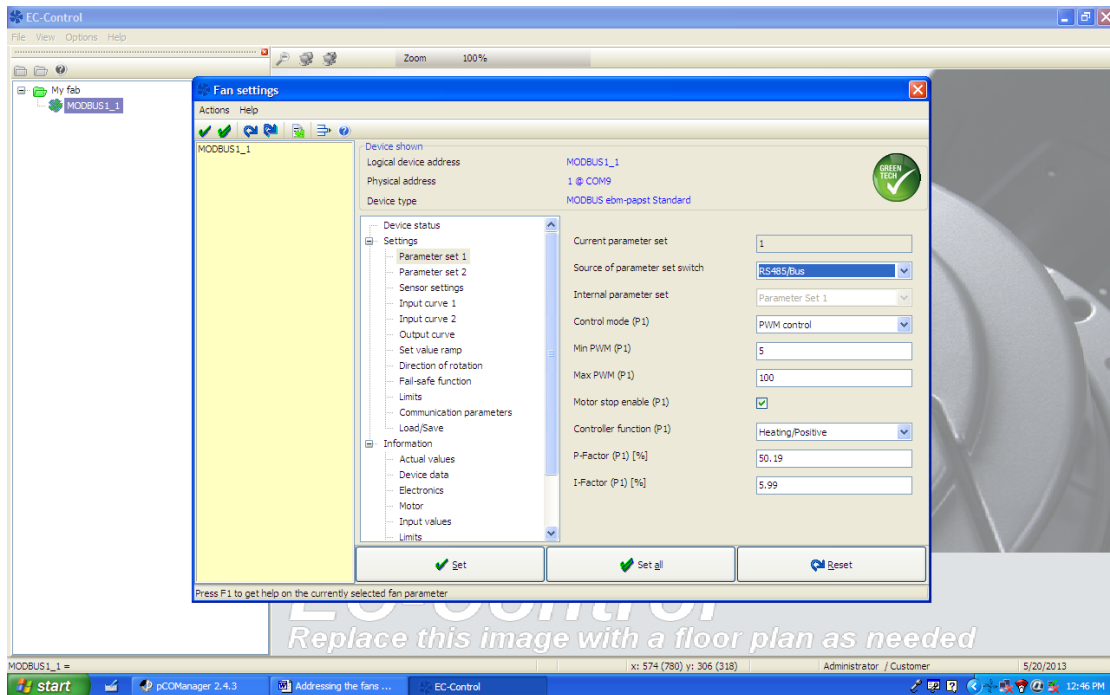 EC-Control
File View Options Help
Zoom 100%
My fab
MODBUS1_1
Fan settings
Actions Help
MODBUS1_1
Device shown
Logical device address MODBUS1_1
Physical address 1 @ COM9
Device type MODBUS ebm-papst Standard
GREEN
TECH
Device status
Settings
Parameter set 1
Parameter set 2
Sensor settings
Input curve 1
Input curve 2
Output curve
Set value ramp
Direction of rotation
Fail-safe function
Limits
Communication parameters
Load/Save
Information
Actual values
Device data
Electronics
Motor
Input values
Limits
Current parameter set 1
Source of parameter set switch RS485/Bus
Internal parameter set Parameter Set 1
Control mode (P1) PWM control
Min PWM (P1) 5
Max PWM (P1) 100
Motor stop enable (P1)
Controller function (P1) Heating/Positive
P-Factor (P1) [%] 50.19
I-Factor (P1) [%] 5.99
Set
Set all
Reset
Press F1 to get help on the currently selected fan parameter
EC-Control
Replace this image with a floor plan as needed
MODBUS1_1 =
x: 574 (780) y: 306 (318)
Administrator / Customer
5/20/2013
start
pCOManager 2.4.3
Addressing the fans ...
EC-Control
12:46 PM